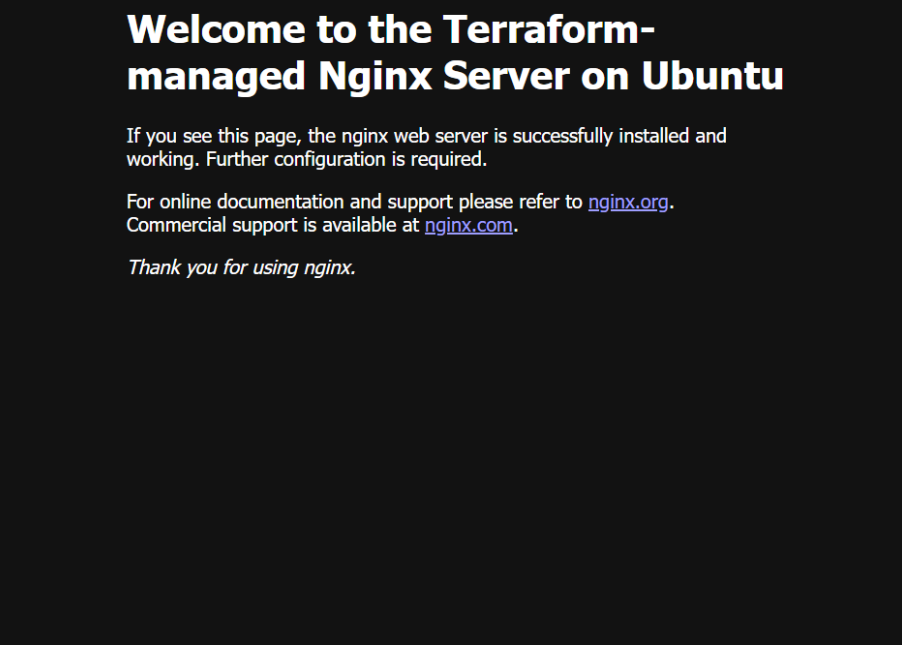 Welcome to the Terraform-
managed Nginx Server on Ubuntu
If you see this page, the nginx web server is successfully installed and
working. Further configuration is required.
For online documentation and support please refer to nginx.org.
Commercial support is available at nginx.com.
Thank you for using nginx.